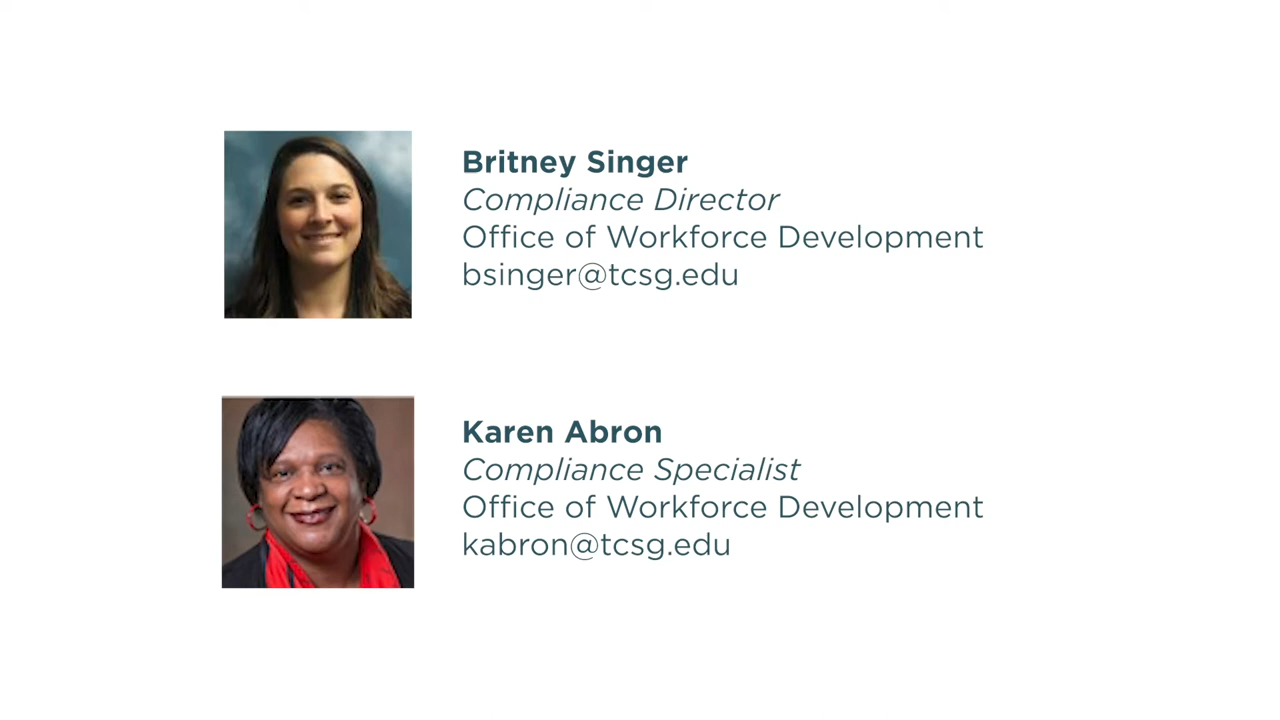 Britney Singer
Compliance Director
Office of Workforce Development
bsinger@tcsg.edu
Karen Abron
Compliance Specialist
Office of Workforce Development
kabron@tcsg.edu